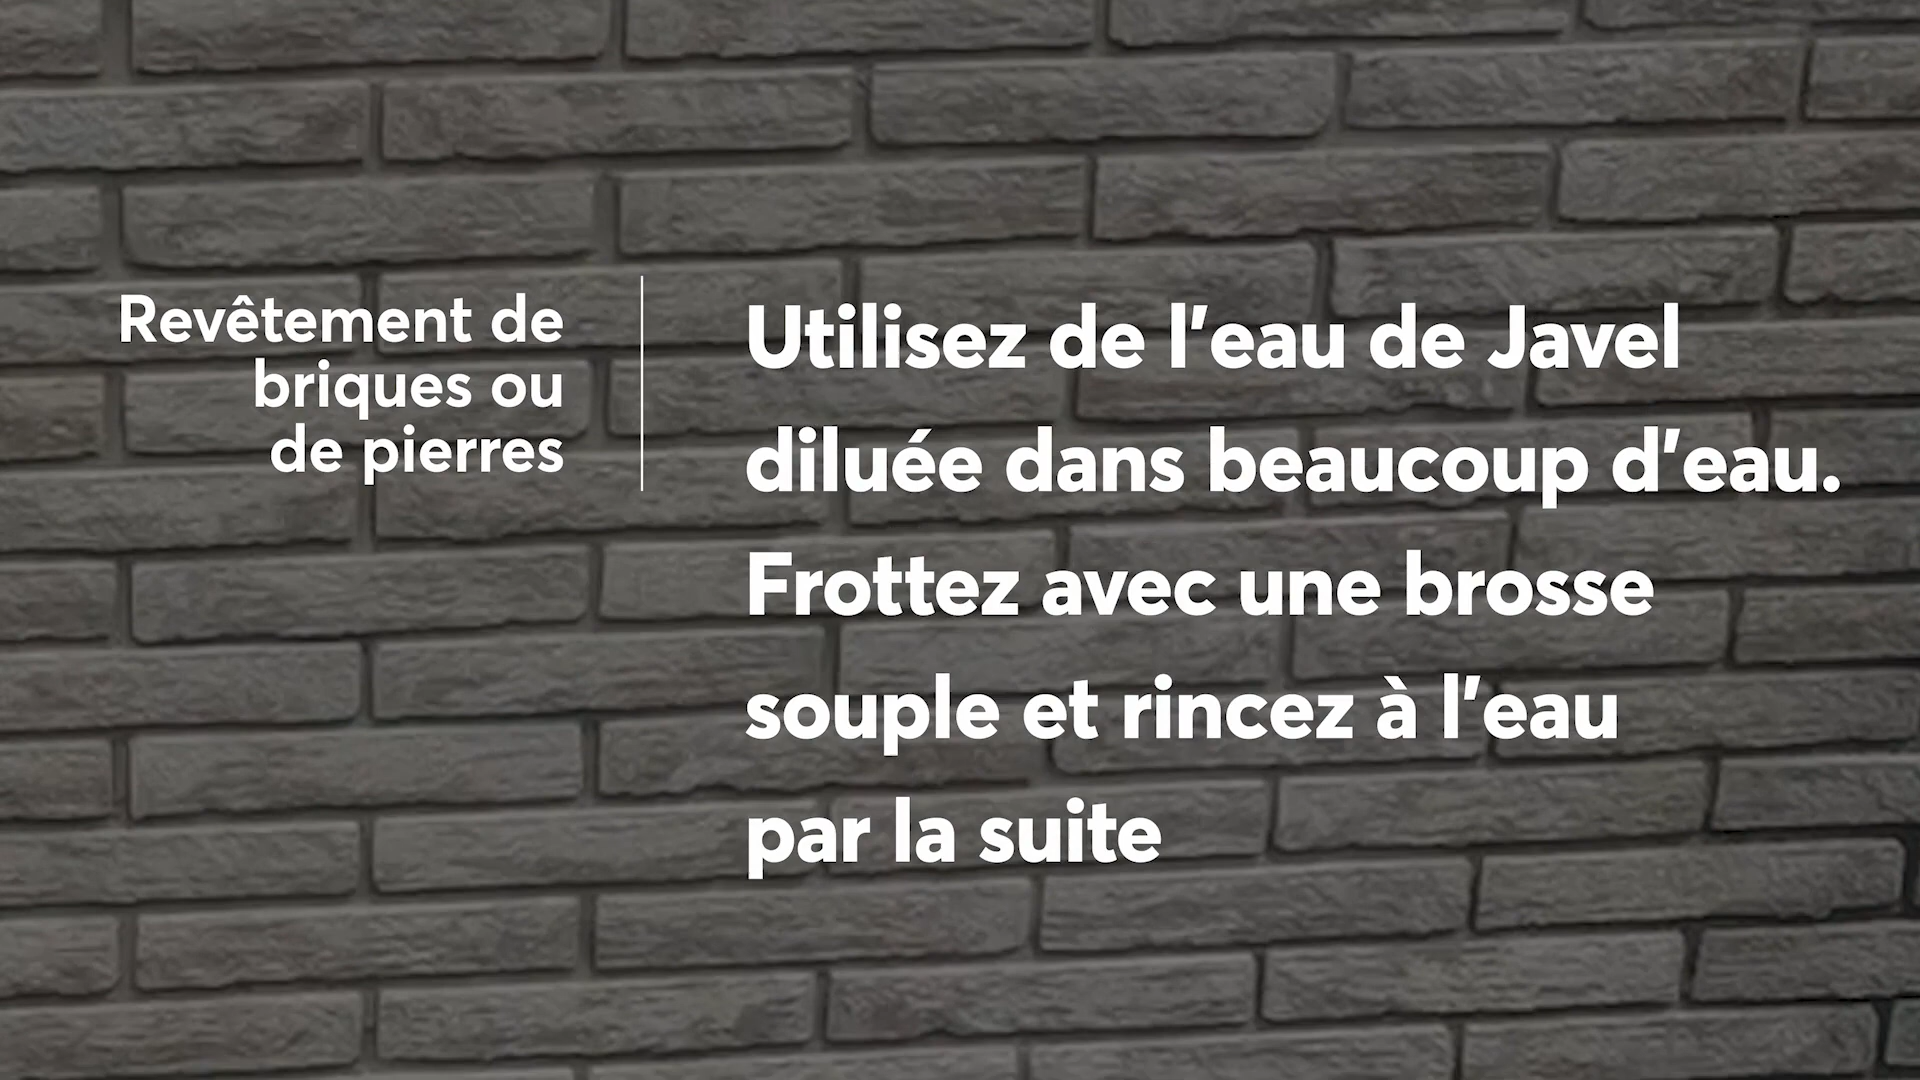 Revêtement de
briques ou
de pierres
Utilisez de l'eau de Javel
diluée dans beaucoup d'eau.
Frottez avec une brosse
souple et rincez à l'eau
par la suite